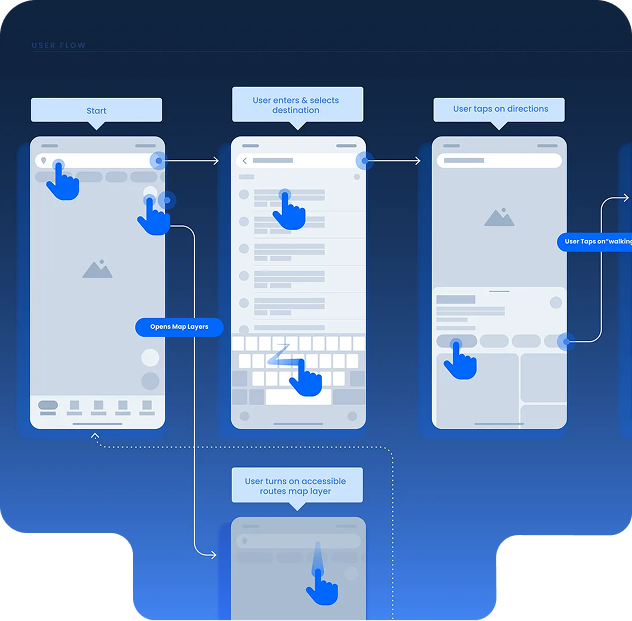 USER FLOW
Start
User enters & selects
destination
User taps on directions
User Taps on"walking
Opens Map Layers
User turns on accessible
routes map layer